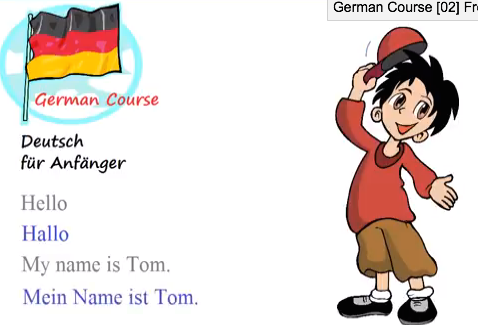 German Course [02] Fr
German Course
Deutsch
für Anfänger
Hello
Hallo
My name is Tom.
Mein Name ist Tom.